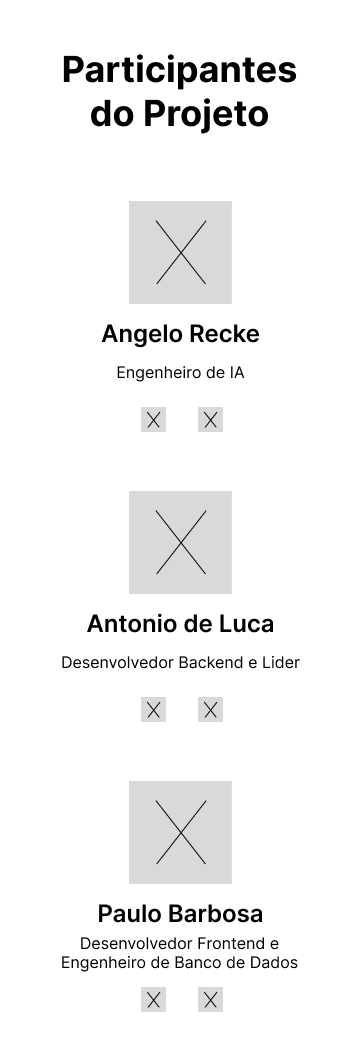 Participantes
do Projeto
Angelo Recke
Engenheiro de IA
Antonio de Luca
Desenvolvedor Backend e Lider
Paulo Barbosa
Desenvolvedor Frontend e
Engenheiro de Banco de Dados